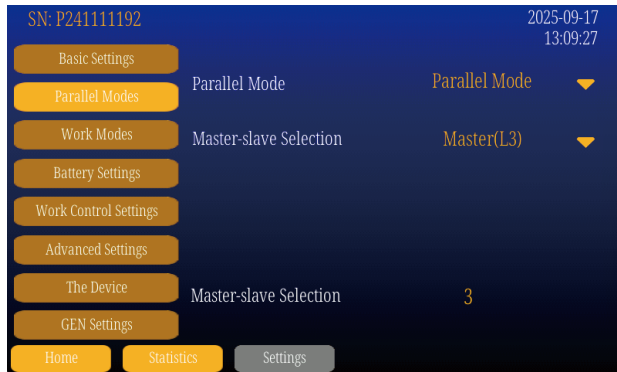 SN: P241111192
2025-09-17
13:09:27
Basic Settings
Parallel Modes
Parallel Mode Parallel Mode
Work Modes
Master-slave Selection Master(L3)
Battery Settings
Work Control Settings
Advanced Settings
The Device
Master-slave Selection 3
GEN Settings
Home Statistics Settings